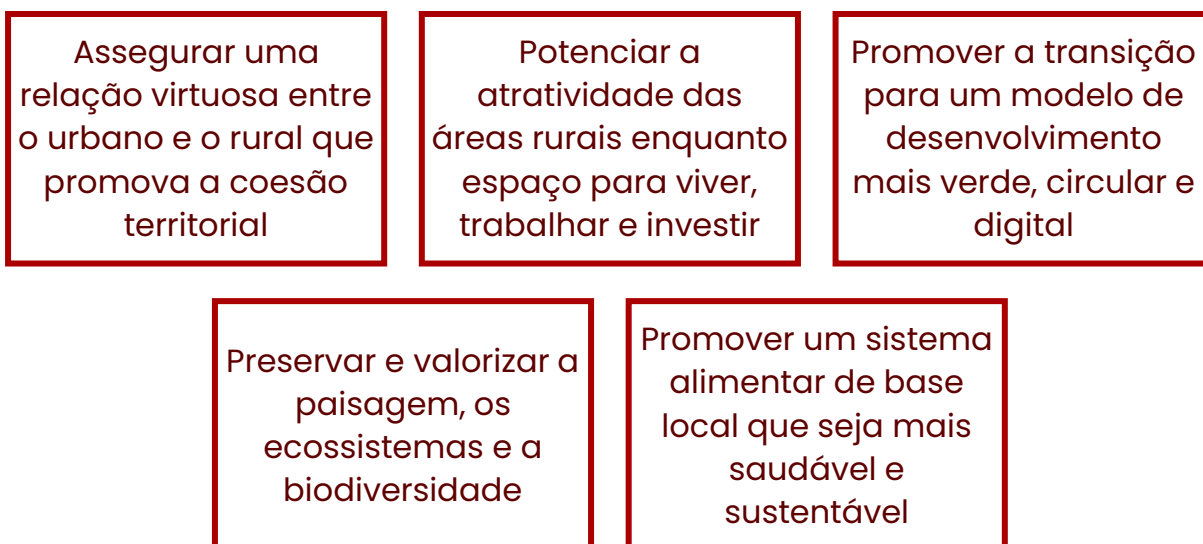 Assegurar uma
relação virtuosa entre
o urbano e o rural que
promova a coesão
territorial
Potenciar a
atratividade das
áreas rurais enquanto
espaço para viver,
trabalhar e investir
Promover a transição
para um modelo de
desenvolvimento
mais verde, circular e
digital
Preservar e valorizar a
paisagem, os
ecossistemas e a
biodiversidade
Promover um sistema
alimentar de base
local que seja mais
saudável e
sustentável